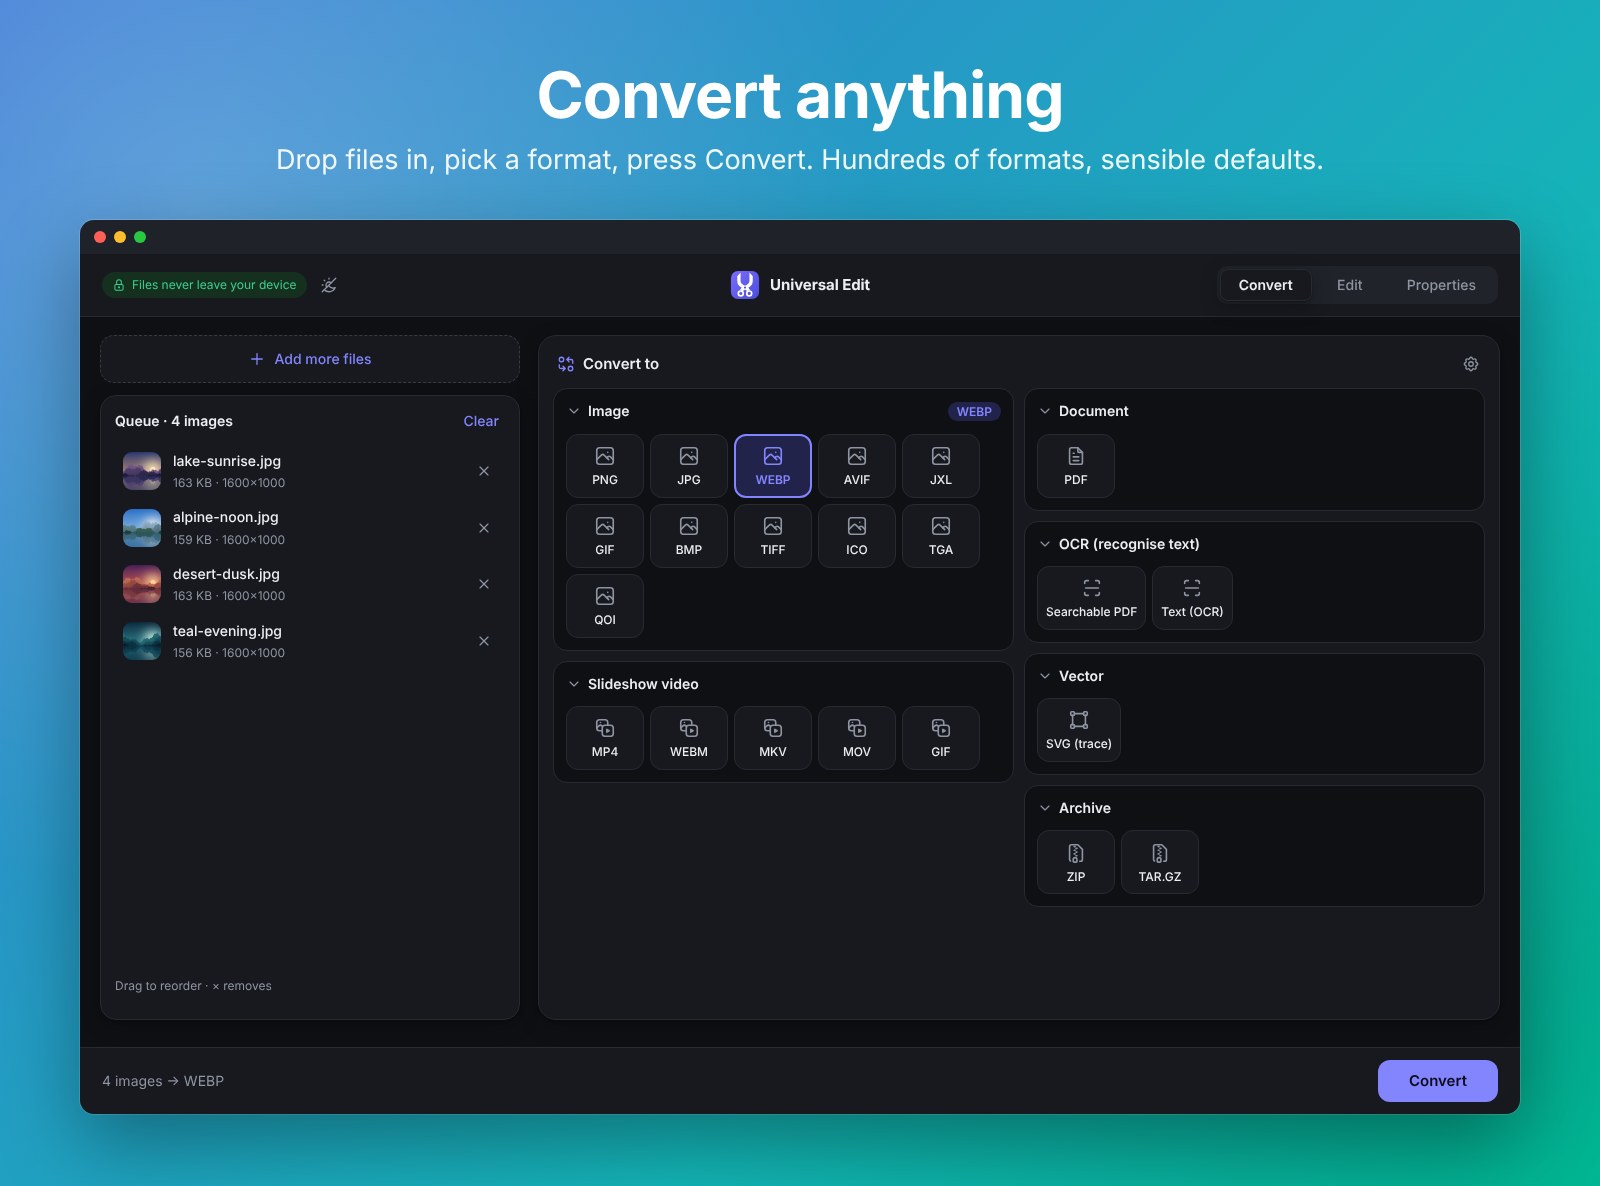 Convert anything
Drop files in, pick a format, press Convert. Hundreds of formats, sensible defaults.
Files never leave your device
Universal Edit
Convert
Edit
Properties
Add more files
Queue · 4 images
Clear
lake-sunrise.jpg
163 KB · 1600×1000
alpine-noon.jpg
159 KB · 1600×1000
desert-dusk.jpg
163 KB · 1600×1000
teal-evening.jpg
156 KB · 1600×1000
Drag to reorder · × removes
Convert to
Image
WEBP
PNG
JPG
WEBP
AVIF
JXL
GIF
BMP
TIFF
ICO
TGA
QOI
Slideshow video
MP4
WEBM
MKV
MOV
GIF
Document
PDF
OCR (recognise text)
Searchable PDF
Text (OCR)
Vector
SVG (trace)
Archive
ZIP
TAR.GZ
4 images → WEBP
Convert